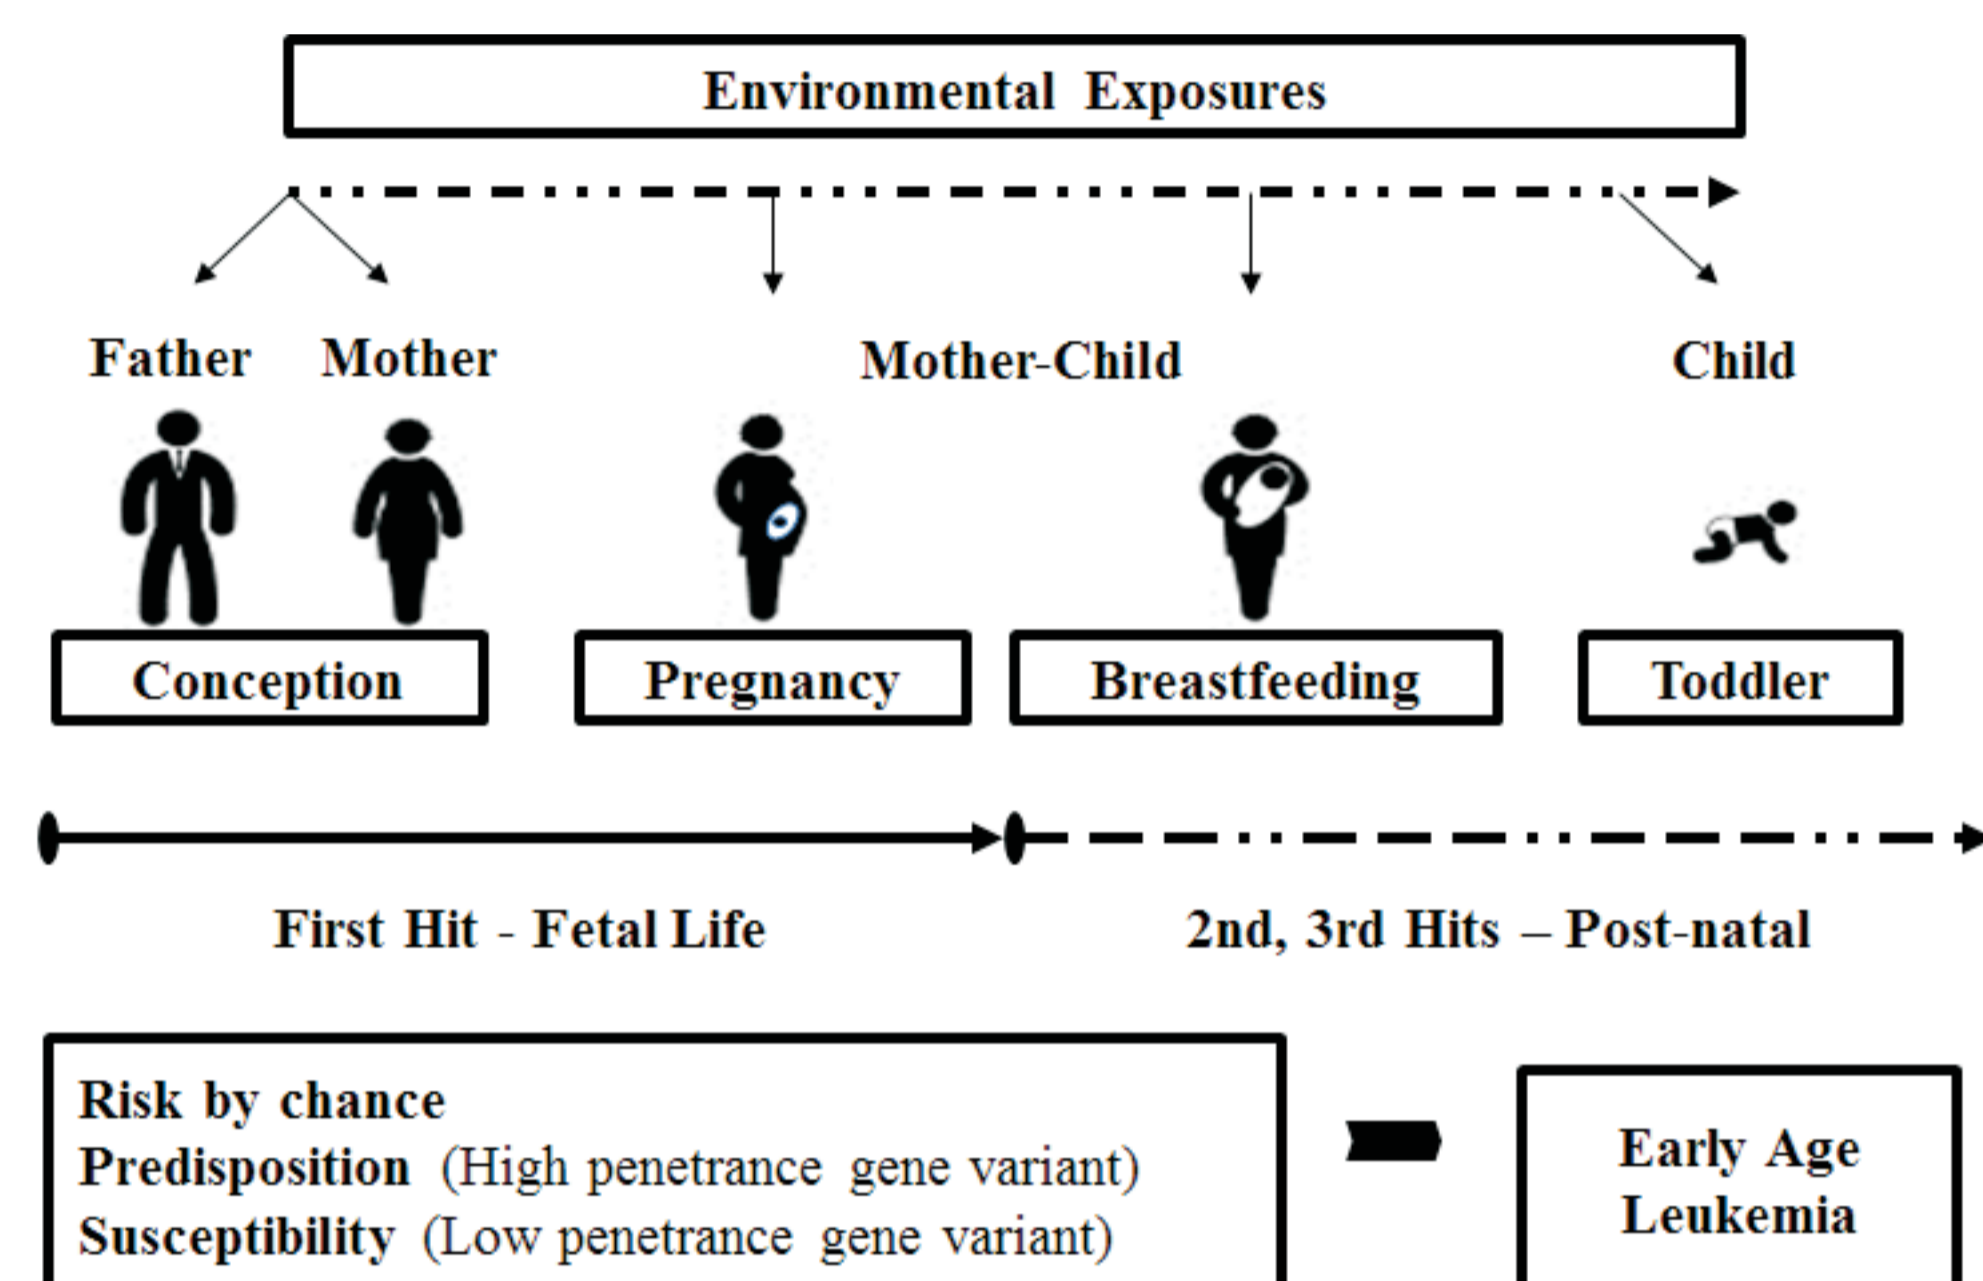 Environmental Exposures
Father Mother Mother-Child Child
Conception Pregnancy Breastfeeding Toddler
First Hit - Fetal Life 2nd, 3rd Hits – Post-natal
Risk by chance
Predisposition (High penetrance gene variant)
Susceptibility (Low penetrance gene variant)
Early Age
Leukemia